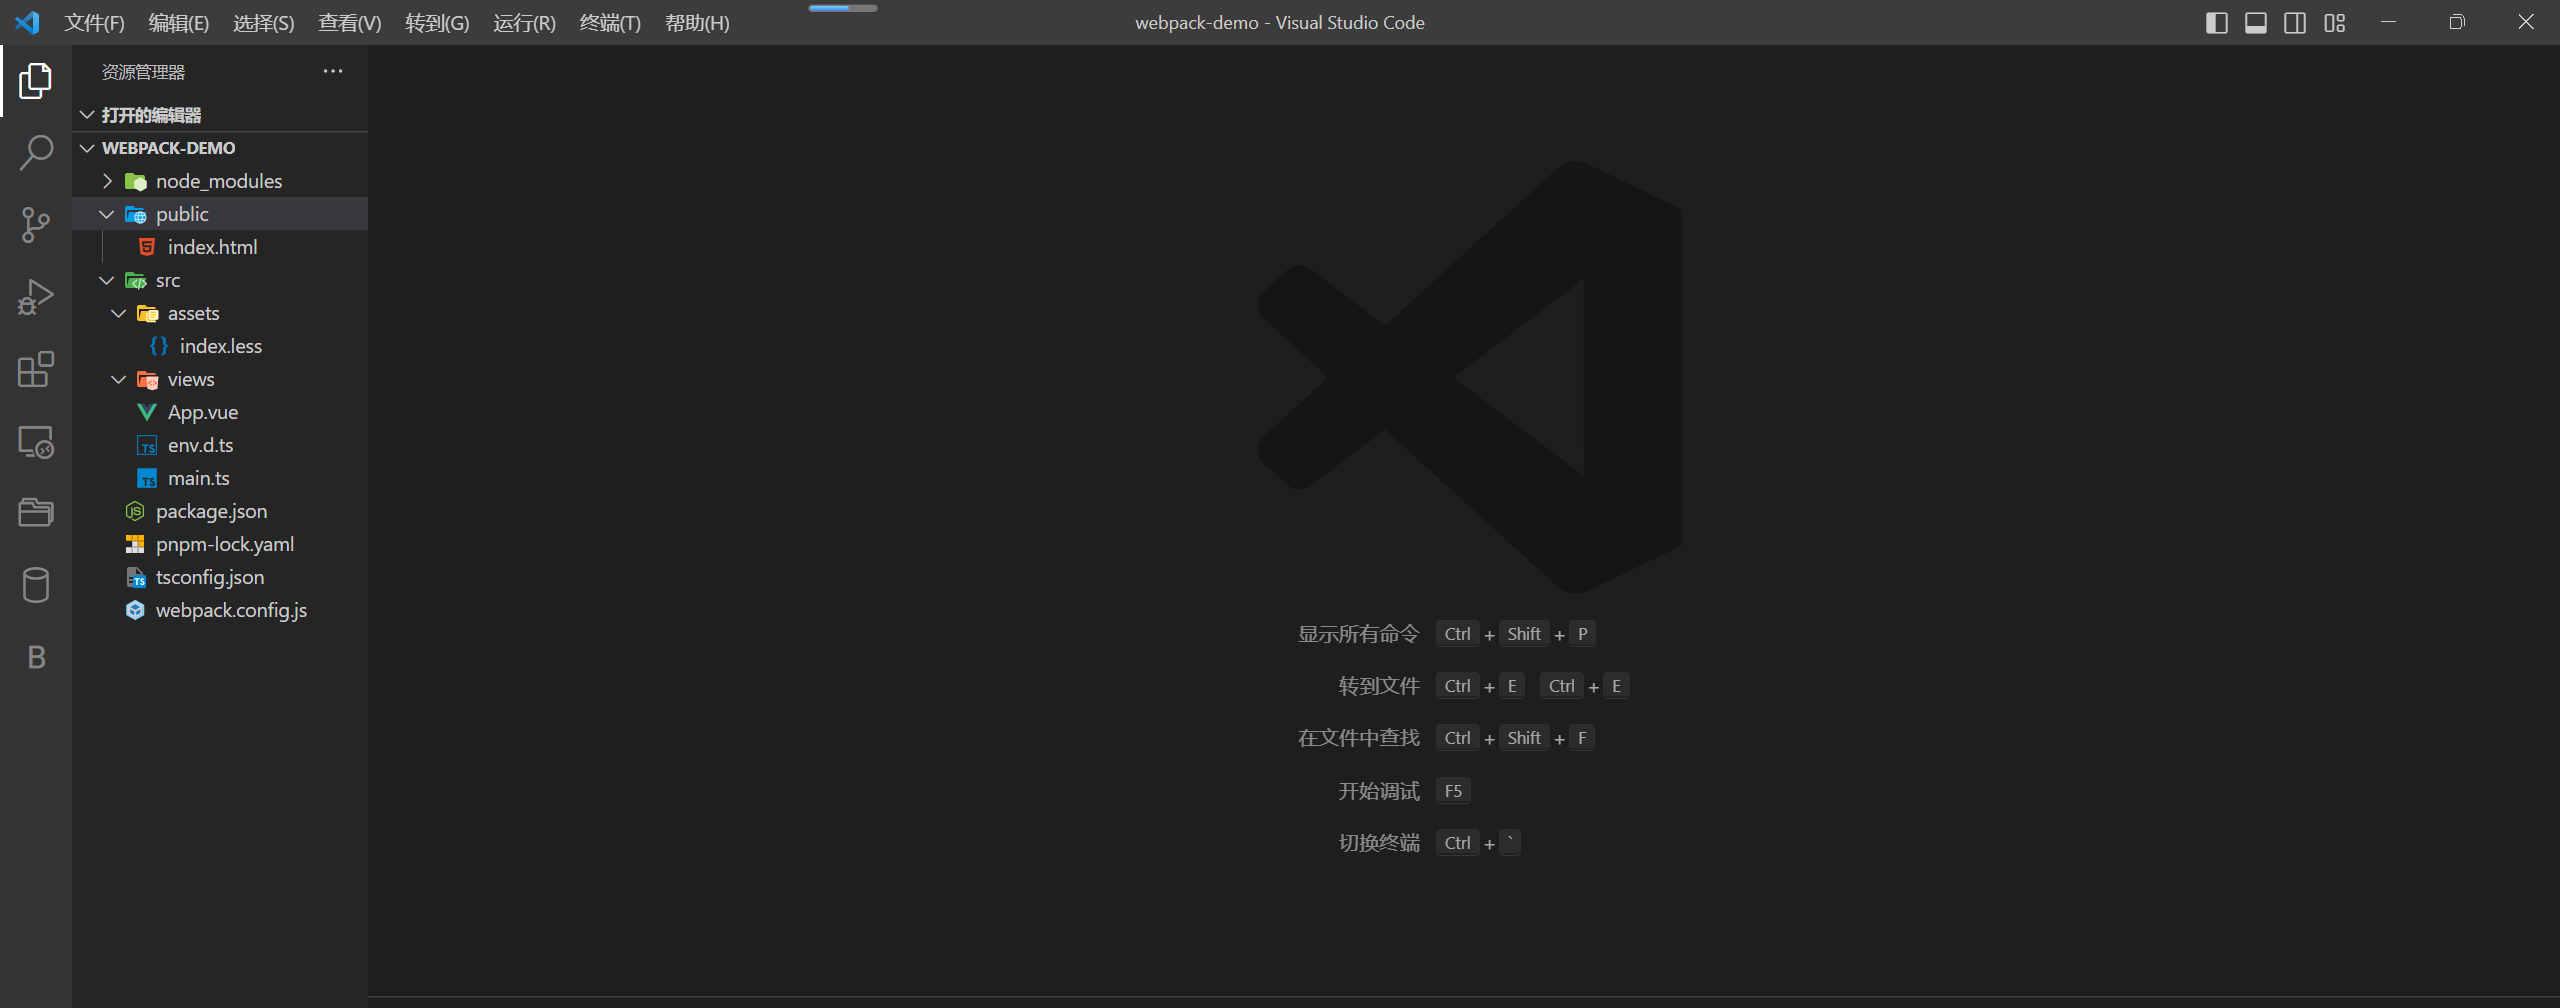 文件(F) 编辑(E) 选择(S) 查看(V) 转到(G) 运行(R) 终端(T) 帮助(H) webpack-demo - Visual Studio Code
资源管理器
打开的编辑器
WEBPACK-DEMO
node_modules
public
index.html
src
assets
index.less
views
App.vue
env.d.ts
main.ts
package.json
pnpm-lock.yaml
tsconfig.json
webpack.config.js
B
显示所有命令 Ctrl + Shift + P
转到文件 Ctrl + E Ctrl + E
在文件中查找 Ctrl + Shift + F
开始调试 F5
切换终端 Ctrl + `